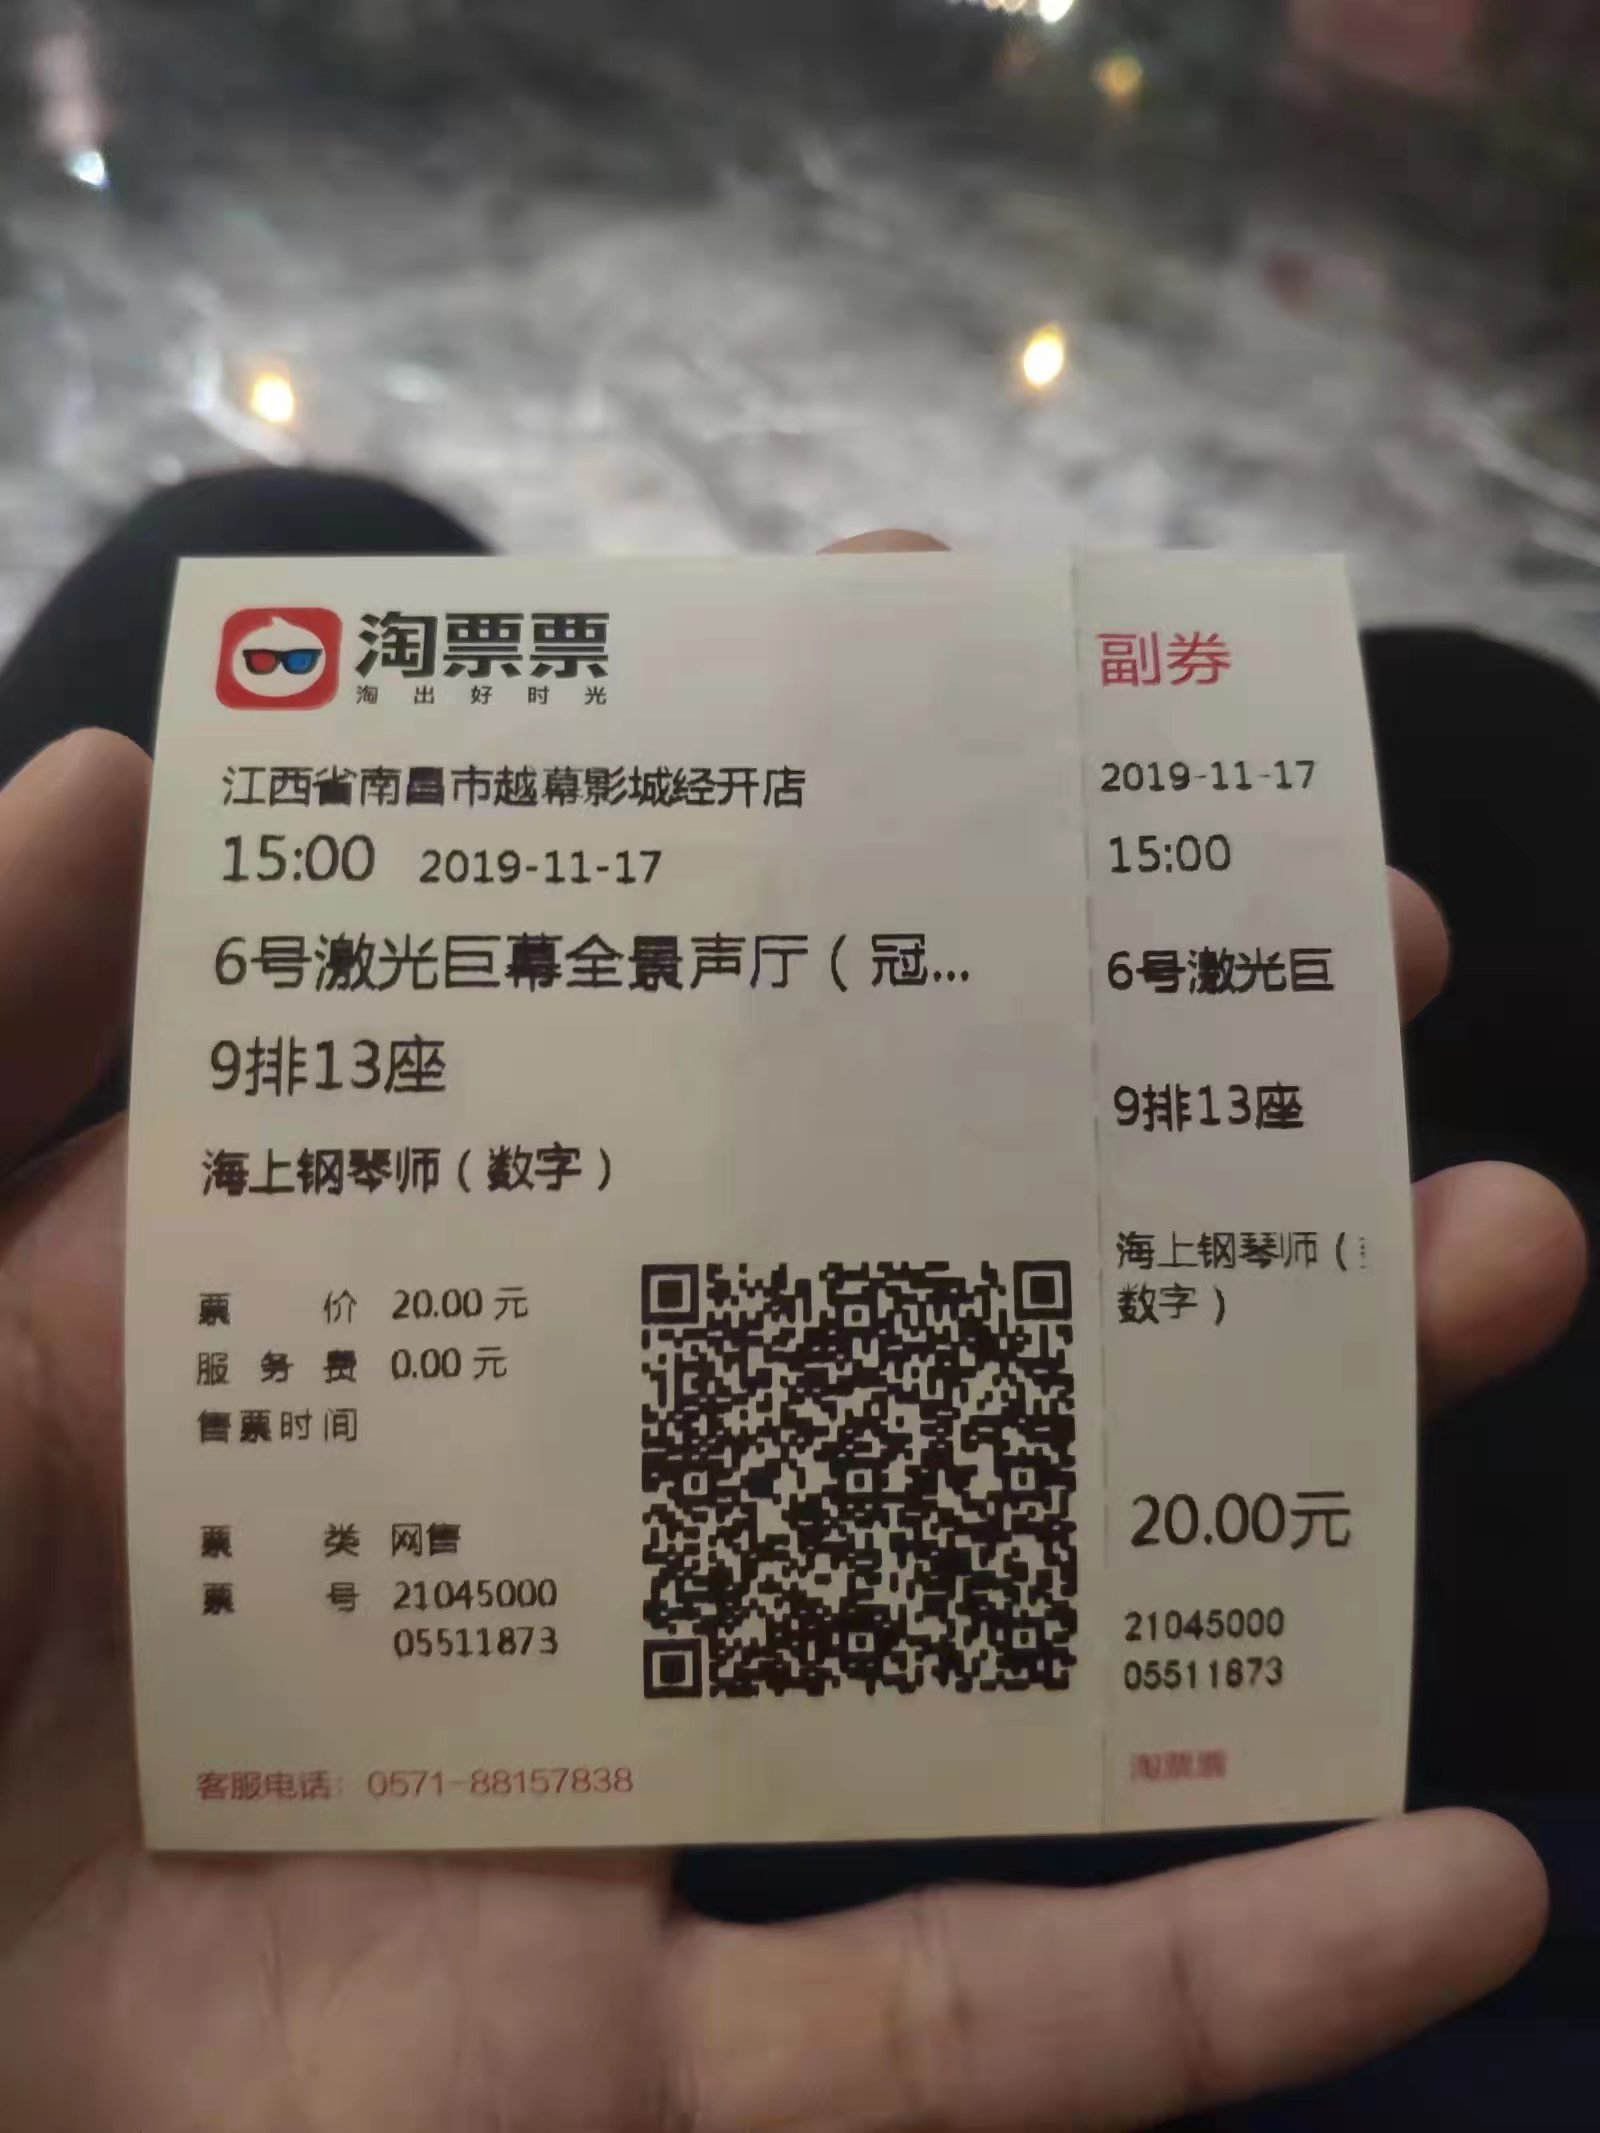 淘票票
淘出好时光
江西省南昌市越幕影城经开店
15:00 2019-11-17
6号激光巨幕全景声厅（冠...
9排13座
海上钢琴师（数字）
票价 20.00 元
服务费 0.00 元
售票时间
票类 网售
票号 21045000
05511873
客服电话：0571-88157838
副券
2019-11-17
15:00
6号激光巨
9排13座
海上钢琴师（
数字）
20.00元
21045000
05511873
淘票票